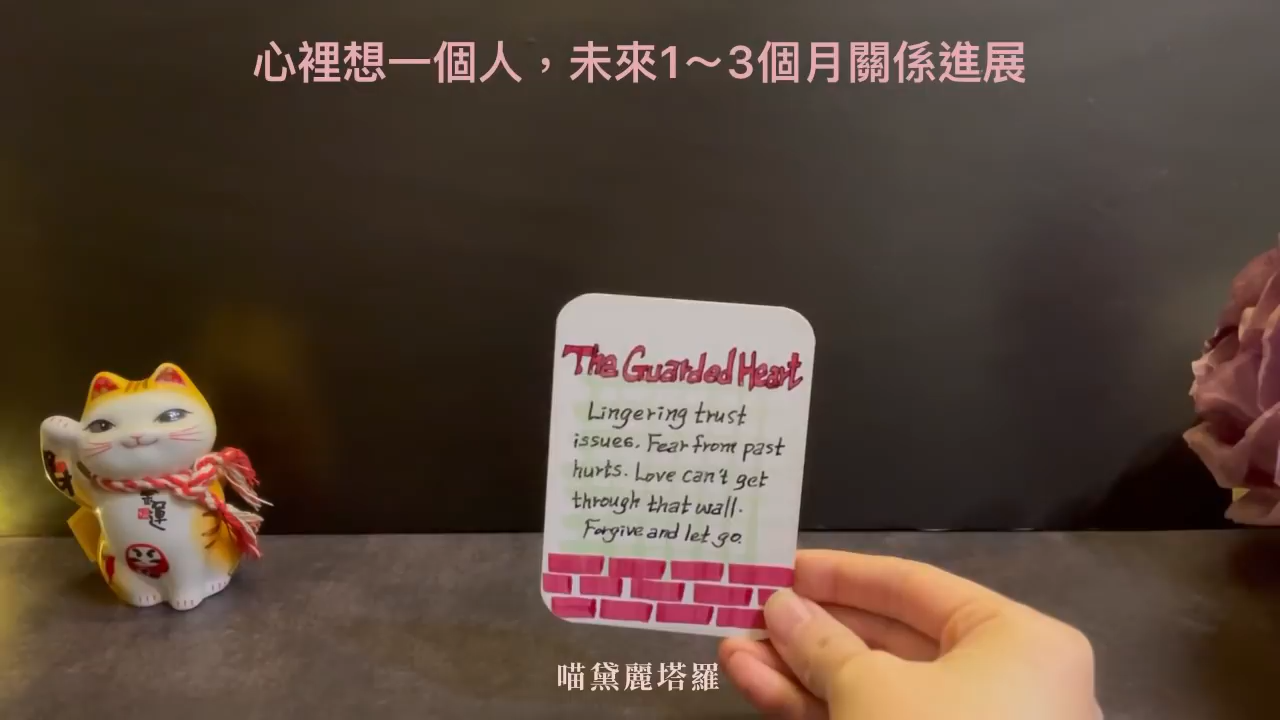 心裡想一個人，未來1～3個月關係進展
The Guarded Heart
Lingering trust
issues. Fear from past
hurts. Love can't get
through that wall.
Forgive and let go.
喵黛麗塔羅